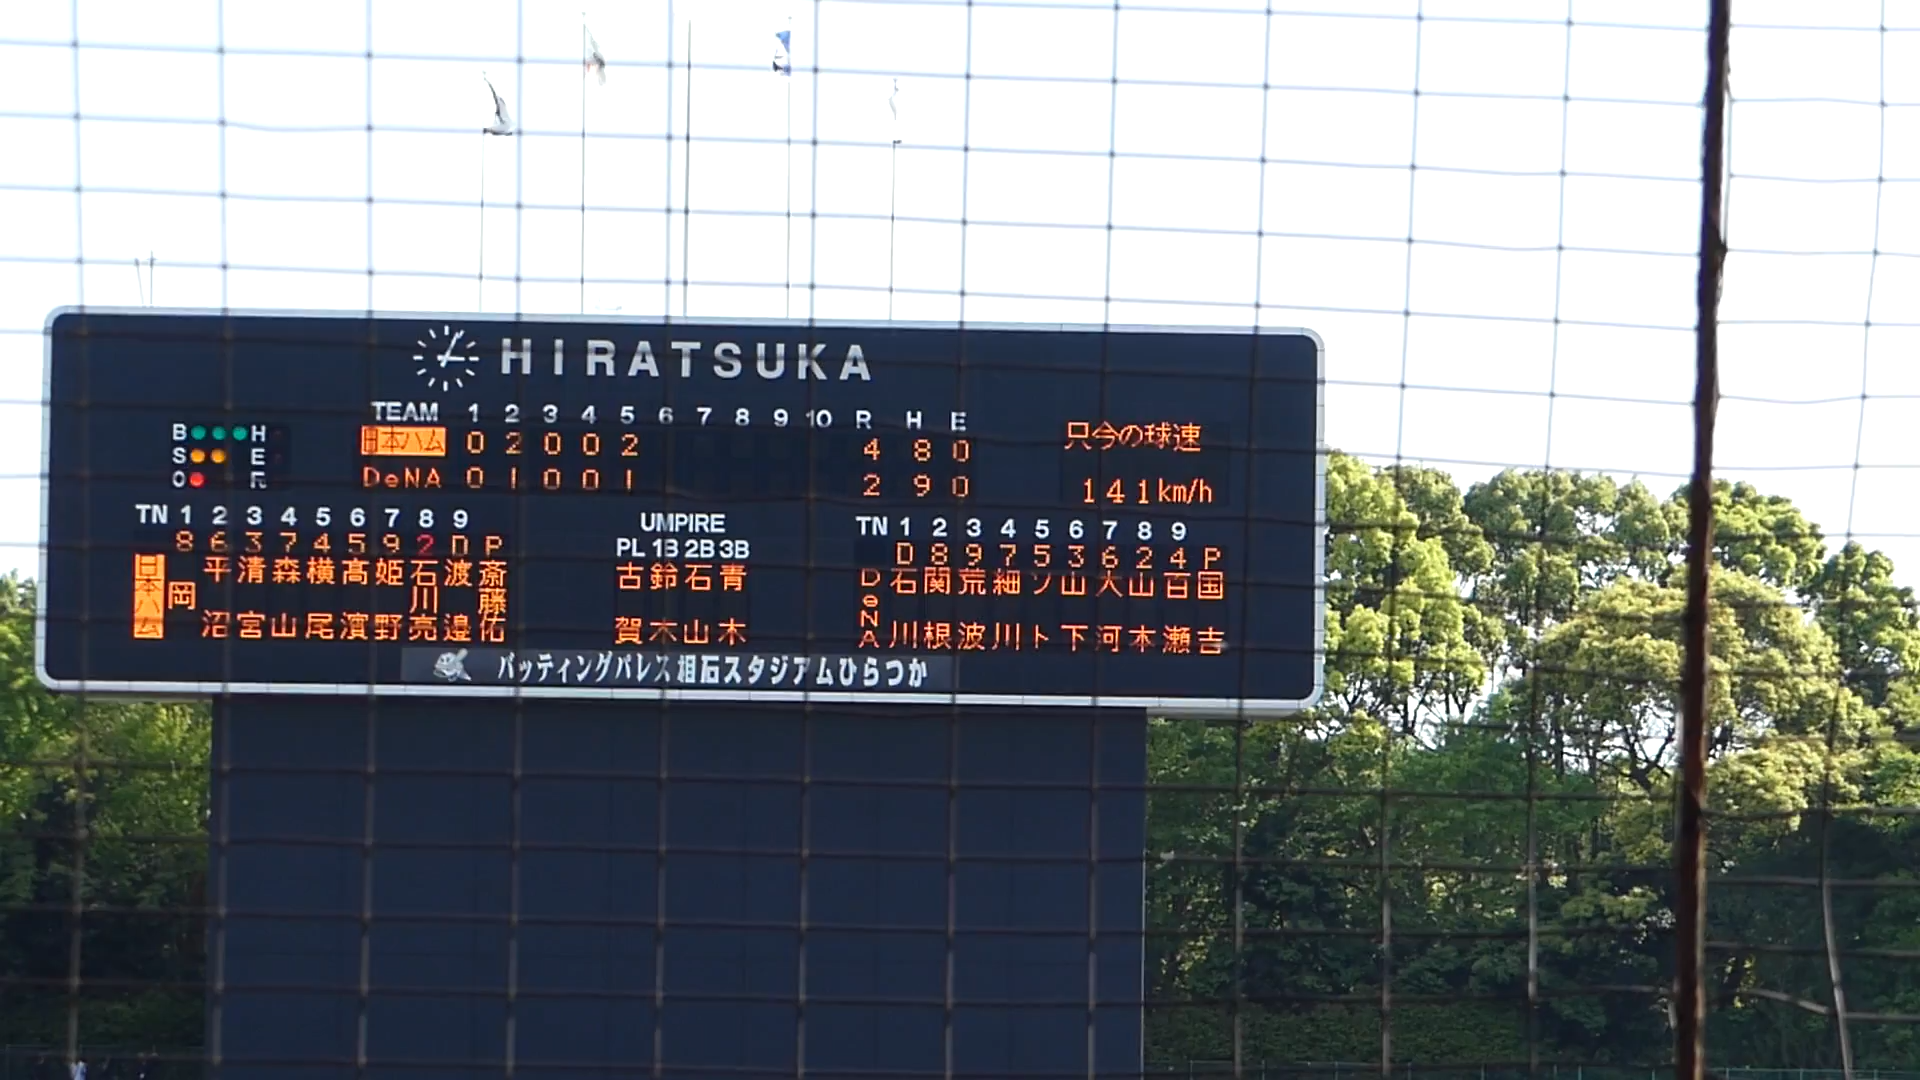 HIRATSUKA
TEAM 1 2 3 4 5 6 7 8 9 10 R H E
日本ハム 0 2 0 0 2 4 8 0
DeNA 0 1 0 0 1 2 9 0
B H
S E
O
只今の球速
141km/h
TN 1 2 3 4 5 6 7 8 9
8 6 3 7 4 5 9 2 D P
日本ハム 岡 平沼 清宮 森山 横尾 髙濱 姫野 石川亮 渡邉 斎藤佑
UMPIRE
PL 1B 2B 3B
古賀 鈴木 石山 青木
TN 1 2 3 4 5 6 7 8 9
D 8 9 7 5 3 6 2 4 P
DeNA 石川 関根 荒波 細川 ソト 山下 大河 山本 百瀬 国吉
バッティングパレス相石スタジアムひらつか